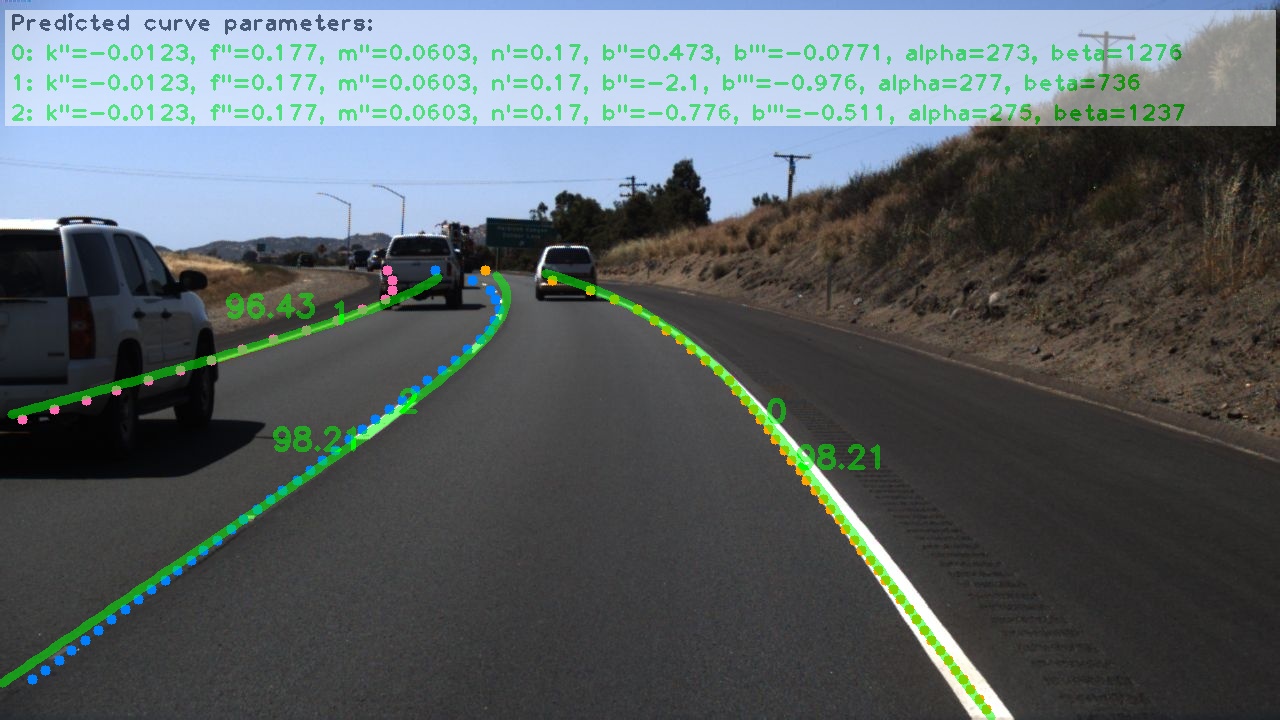 Predicted curve parameters:
0: k''=−0.0123, f''=0.177, m''=0.0603, n'=0.17, b''=0.473, b'''=−0.0771, alpha=273, beta=1276
1: k''=−0.0123, f''=0.177, m''=0.0603, n'=0.17, b''=−2.1, b'''=−0.976, alpha=277, beta=736
2: k''=−0.0123, f''=0.177, m''=0.0603, n'=0.17, b''=−0.776, b'''=−0.511, alpha=275, beta=1237
96.43 1
2
0
98.21
98.21